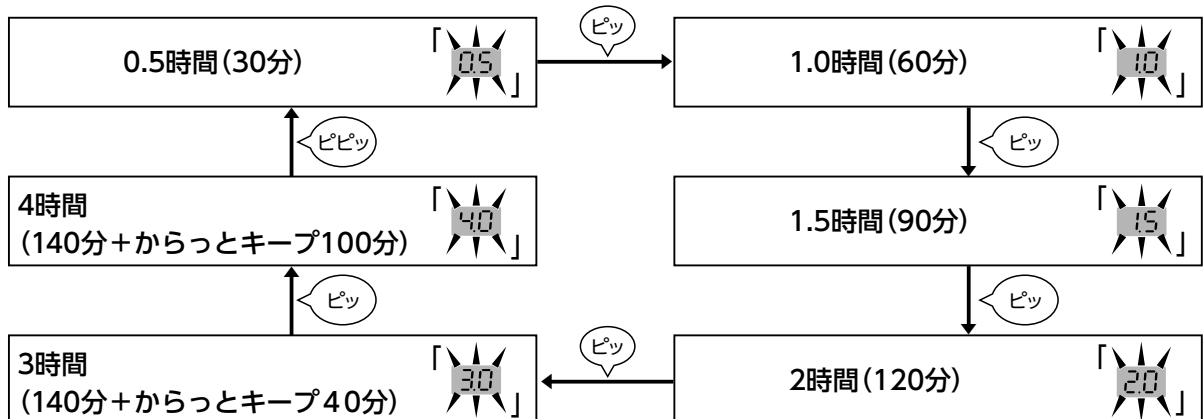 0.5時間(30分)
「0.5」
ピッ
1.0時間(60分)
「1.0」
ピッ
1.5時間(90分)
「1.5」
ピッ
2時間(120分)
「2.0」
ピッ
3時間
(140分+からっとキープ40分)
「3.0」
ピッ
4時間
(140分+からっとキープ100分)
「4.0」
ピピッ